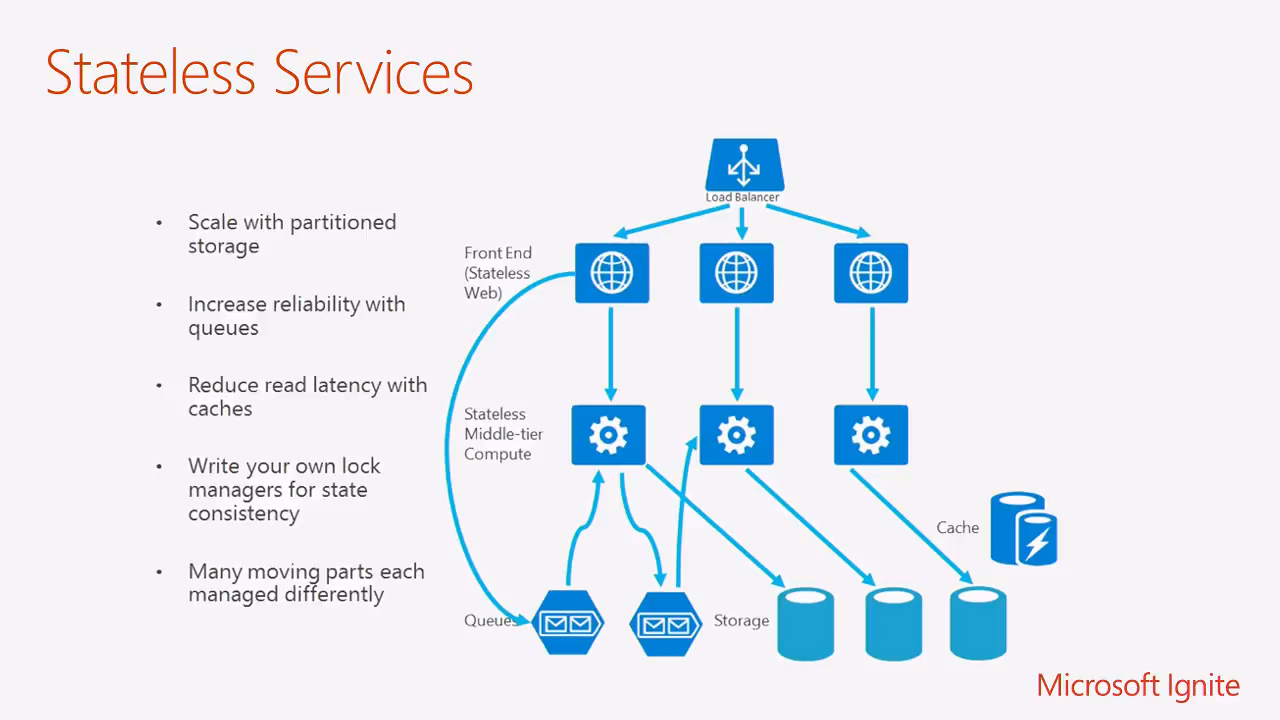 Stateless Services
• Scale with partitioned
storage
• Increase reliability with
queues
• Reduce read latency with
caches
• Write your own lock
managers for state
consistency
• Many moving parts each
managed differently
Load Balancer
Front End
(Stateless
Web)
Stateless
Middle-tier
Compute
Cache
Queues
Storage
Microsoft Ignite